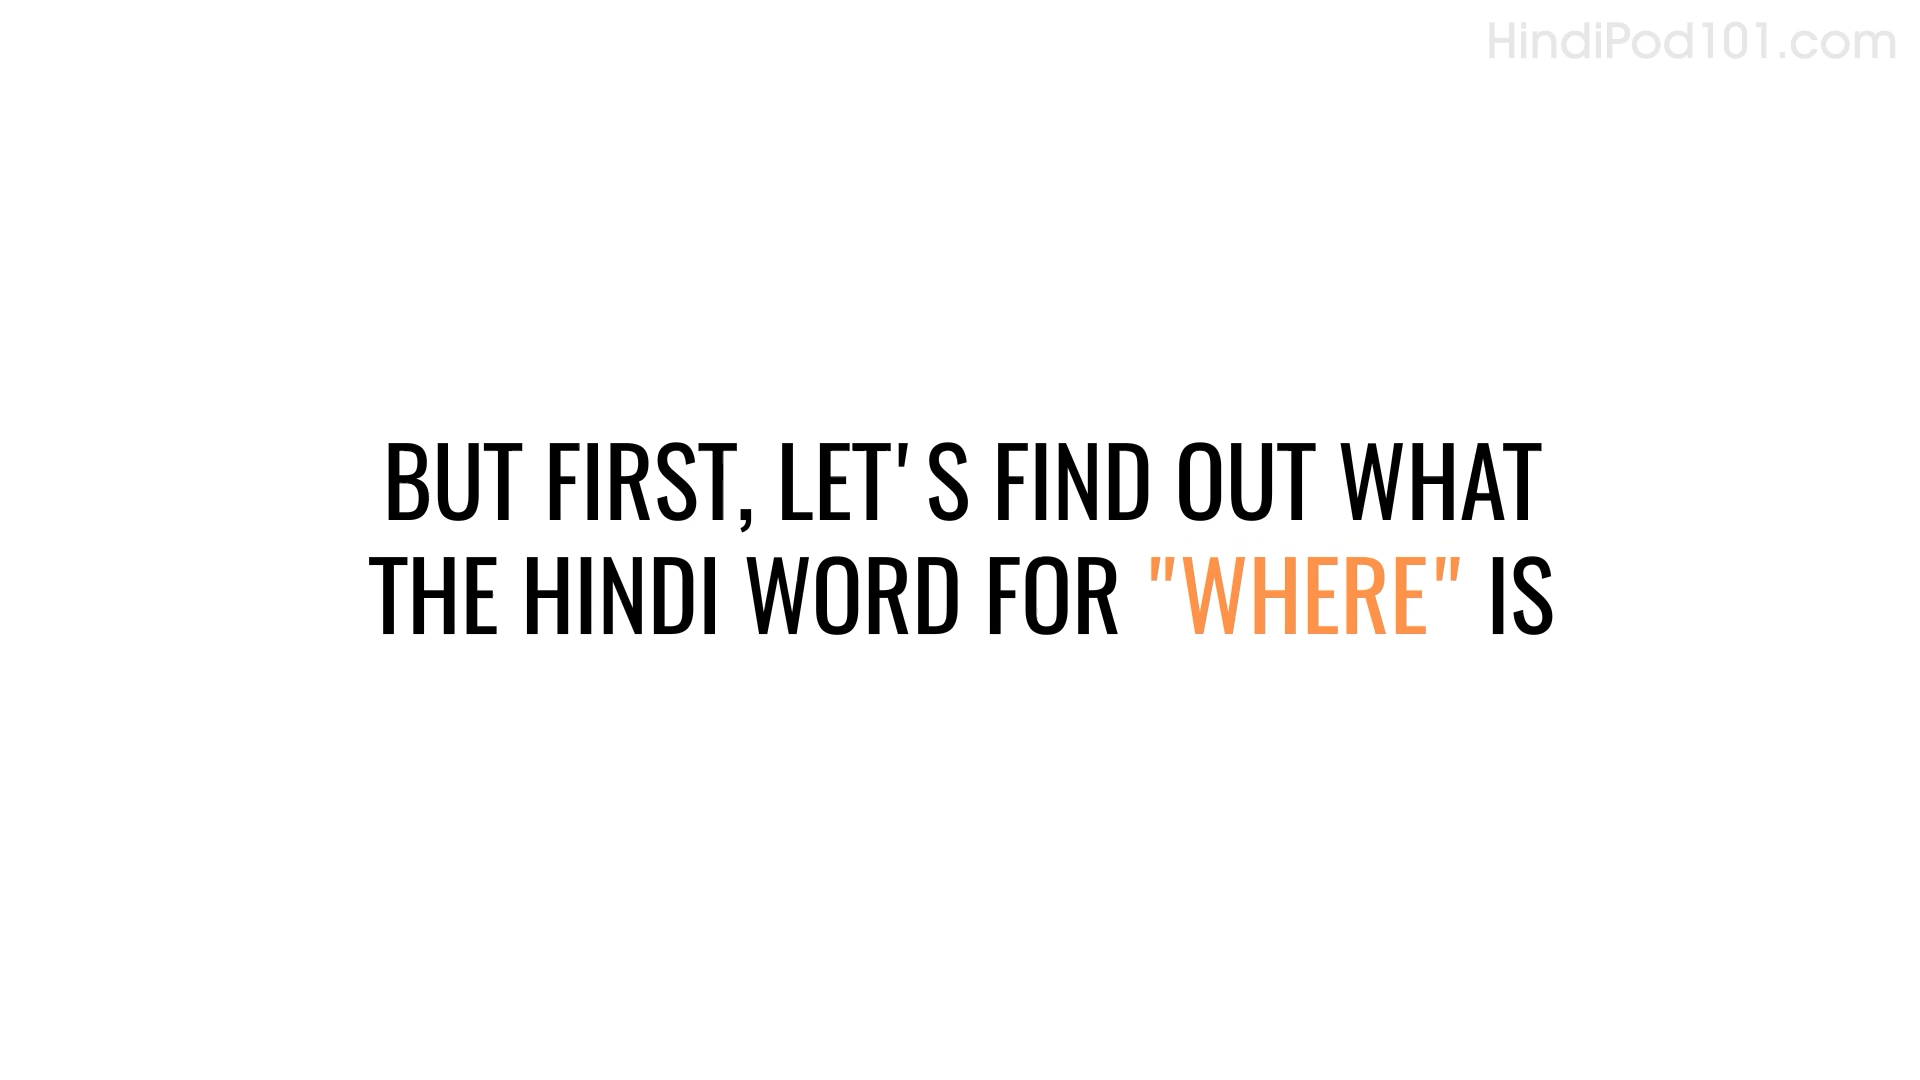 HindiPod101.com
BUT FIRST, LET'S FIND OUT WHAT
THE HINDI WORD FOR "WHERE" IS